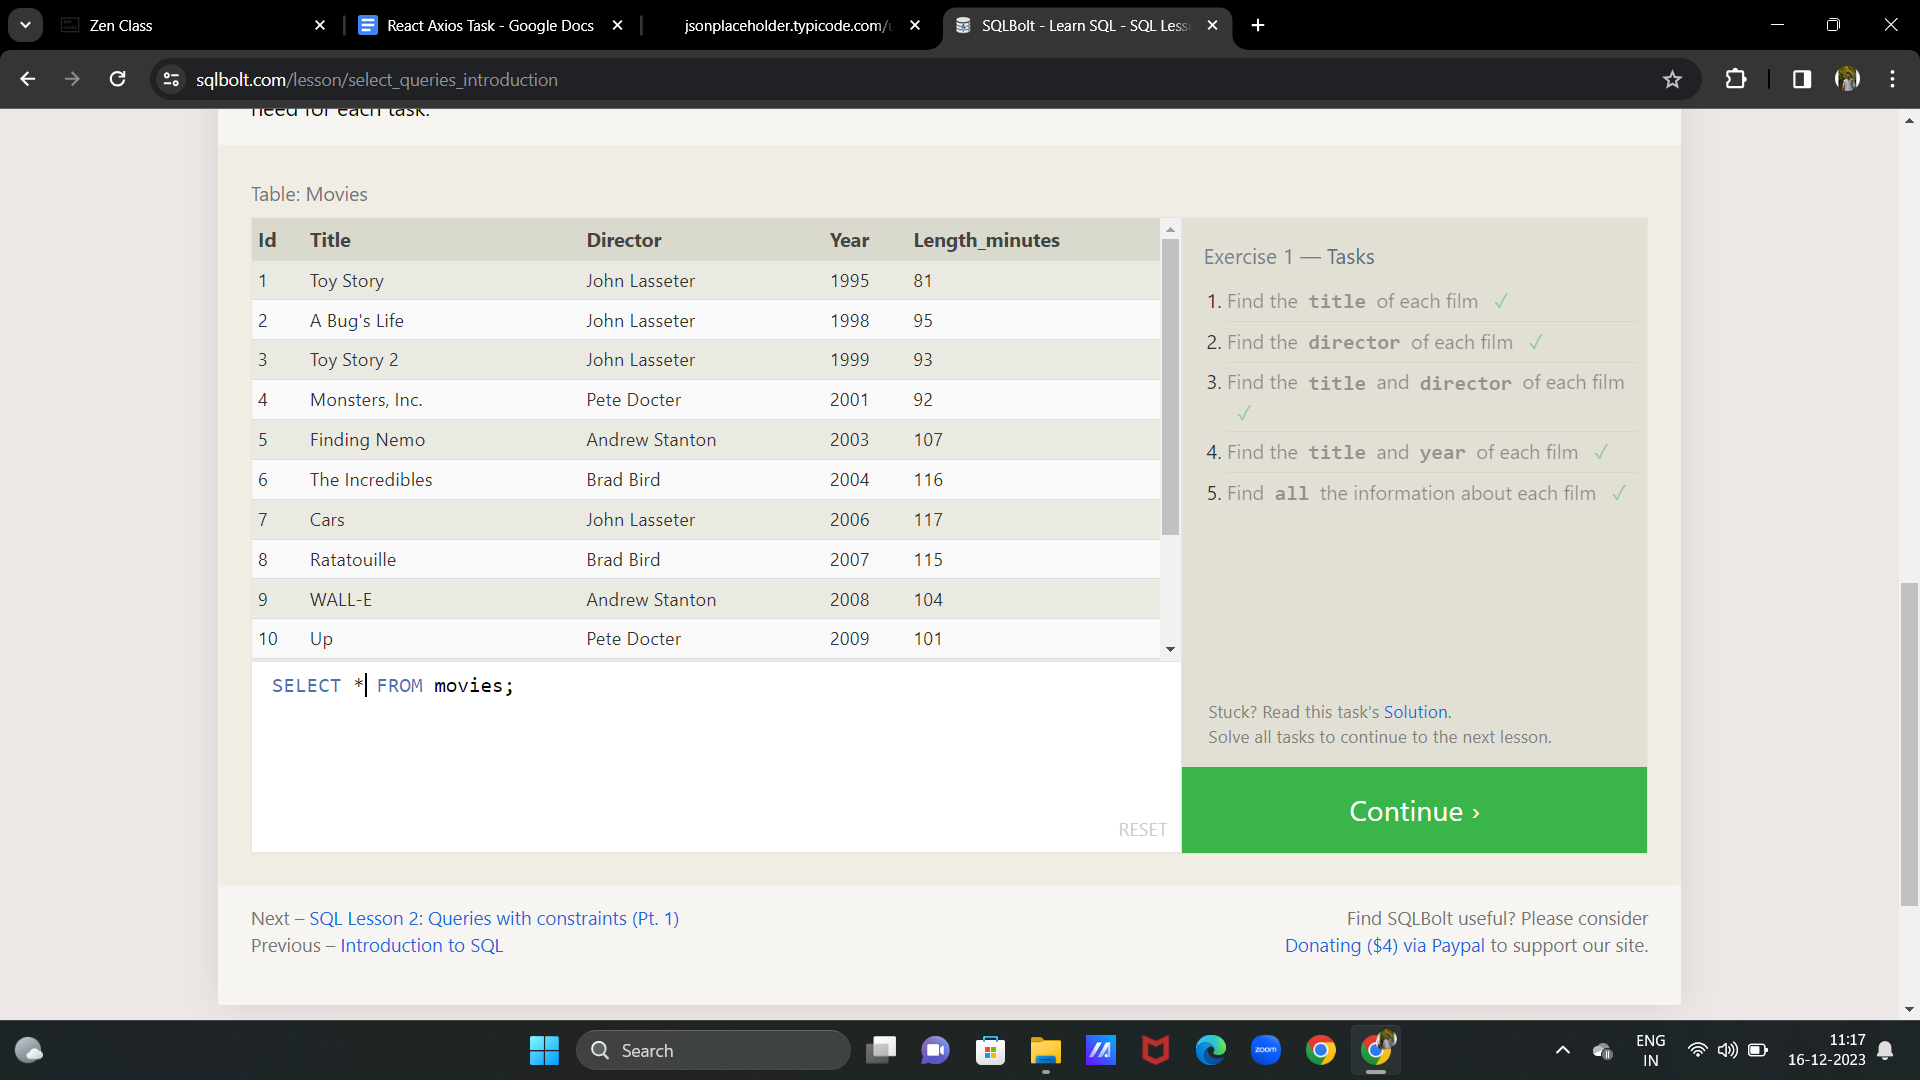 Zen Class
React Axios Task - Google Docs
jsonplaceholder.typicode.com/u
SQLBolt - Learn SQL - SQL Less
sqlbolt.com/lesson/select_queries_introduction
need for each task.
Table: Movies
Id Title Director Year Length_minutes
1 Toy Story John Lasseter 1995 81
2 A Bug's Life John Lasseter 1998 95
3 Toy Story 2 John Lasseter 1999 93
4 Monsters, Inc. Pete Docter 2001 92
5 Finding Nemo Andrew Stanton 2003 107
6 The Incredibles Brad Bird 2004 116
7 Cars John Lasseter 2006 117
8 Ratatouille Brad Bird 2007 115
9 WALL-E Andrew Stanton 2008 104
10 Up Pete Docter 2009 101
SELECT * FROM movies;
RESET
Exercise 1 — Tasks
1. Find the title of each film ✓
2. Find the director of each film ✓
3. Find the title and director of each film
✓
4. Find the title and year of each film ✓
5. Find all the information about each film ✓
Stuck? Read this task's Solution.
Solve all tasks to continue to the next lesson.
Continue ›
Next – SQL Lesson 2: Queries with constraints (Pt. 1)
Previous – Introduction to SQL
Find SQLBolt useful? Please consider
Donating ($4) via Paypal to support our site.
Search
zoom
ENG
IN
11:17
16-12-2023